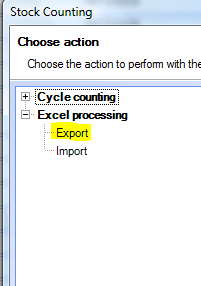 Stock Counting
Choose action
Choose the action to perform with the
Cycle counting
Excel processing
Export
Import